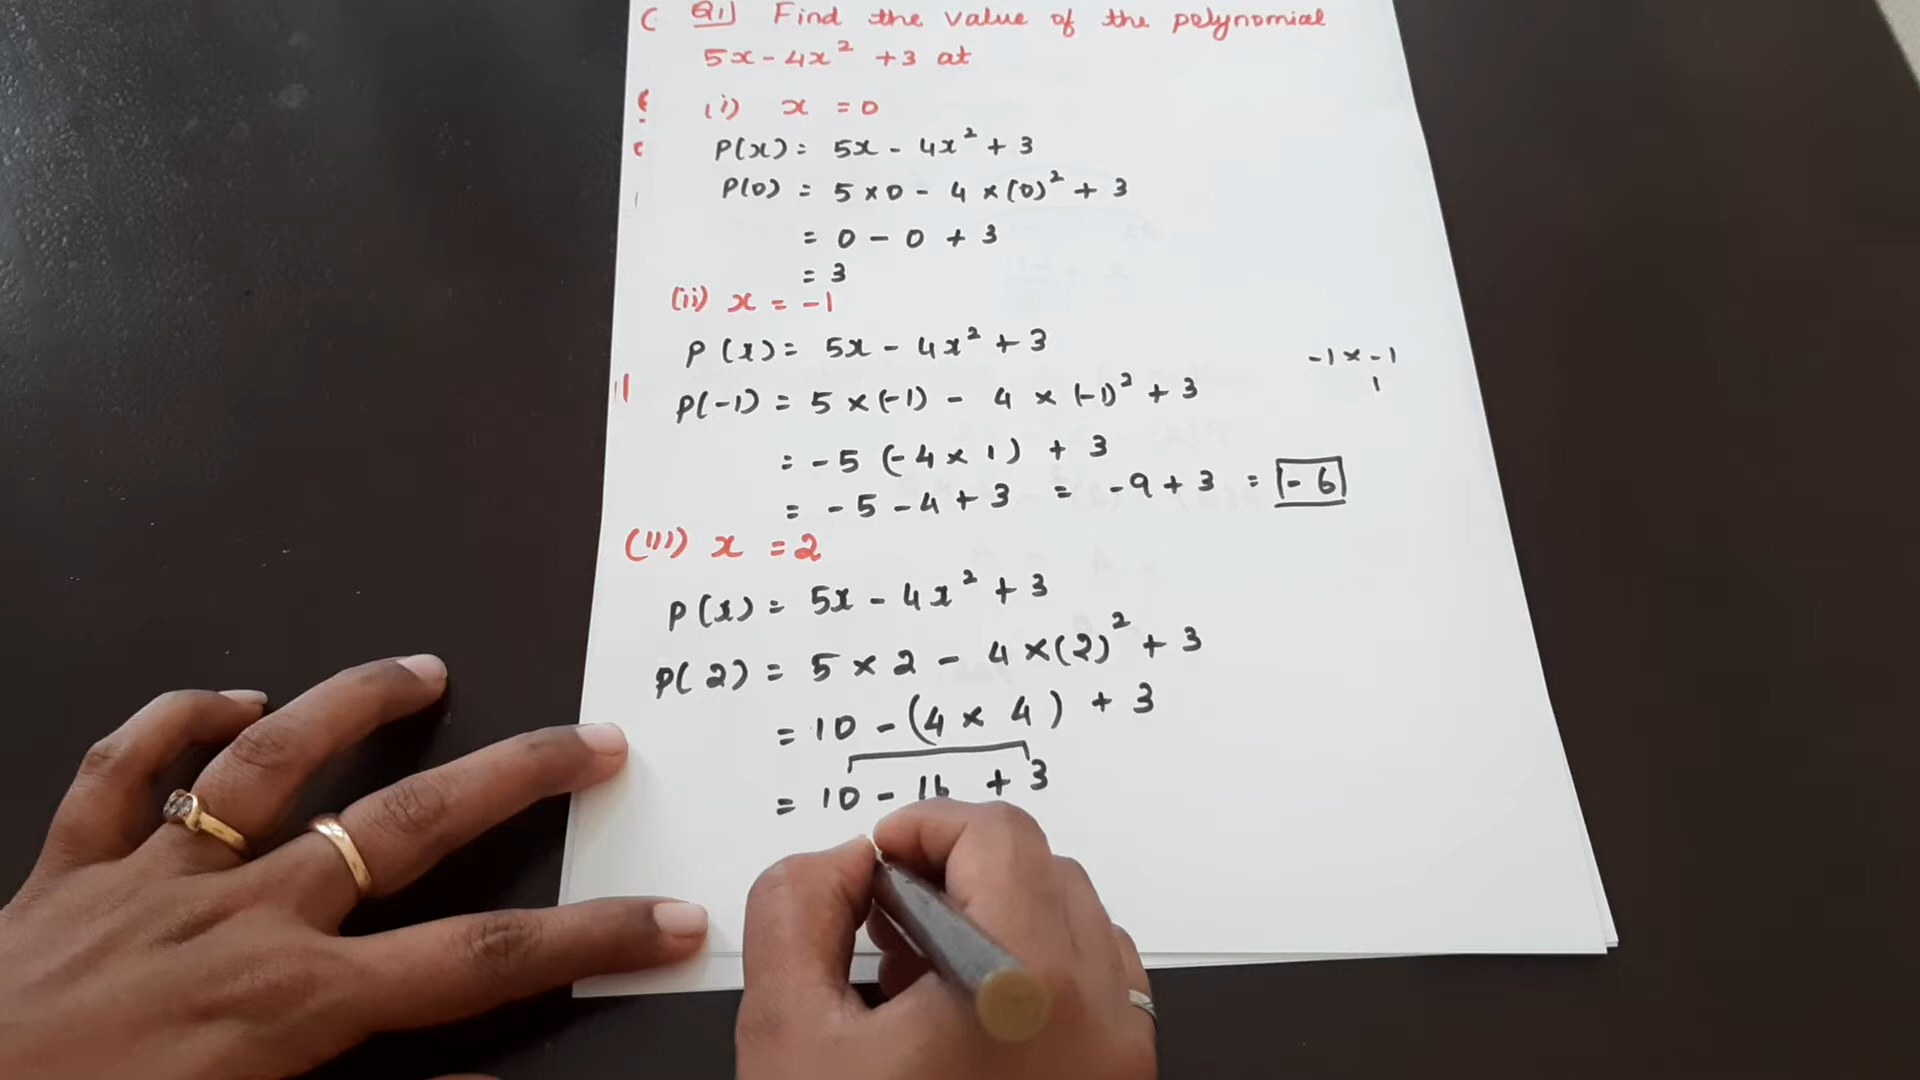 Q1) Find the value of the polynomial
5x - 4x² + 3 at
(i) x = 0
P(x) = 5x - 4x² + 3
P(0) = 5 × 0 - 4 × (0)² + 3
= 0 - 0 + 3
= 3
(ii) x = -1
P(x) = 5x - 4x² + 3
-1 × -1
1
P(-1) = 5 × (-1) - 4 × (-1)² + 3
= -5 (-4 × 1) + 3
= -5 - 4 + 3 = -9 + 3 = -6
(iii) x = 2
P(x) = 5x - 4x² + 3
P(2) = 5 × 2 - 4 × (2)² + 3
= 10 - (4 × 4) + 3
= 10 - 16 + 3